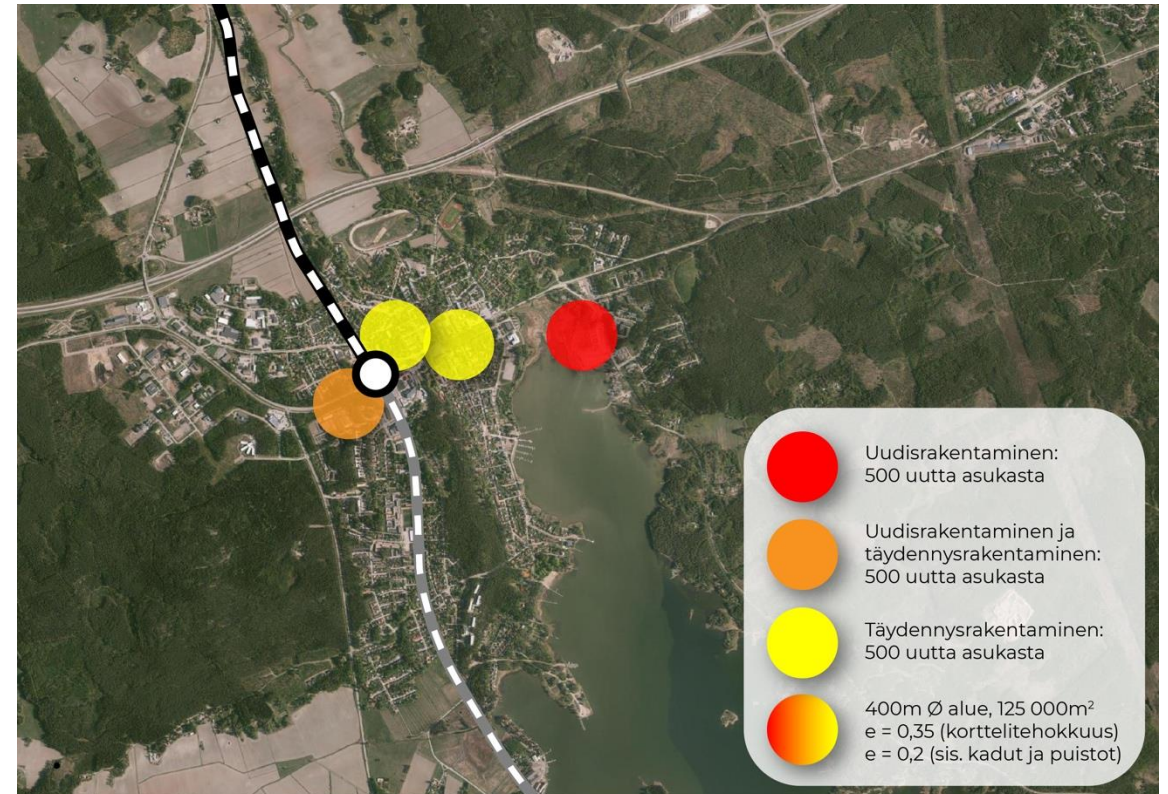 Uudisrakentaminen:
500 uutta asukasta
Uudisrakentaminen ja
täydennysrakentaminen:
500 uutta asukasta
Täydennysrakentaminen:
500 uutta asukasta
400m Ø alue, 125 000m²
e = 0,35 (korttelitehokkuus)
e = 0,2 (sis. kadut ja puistot)